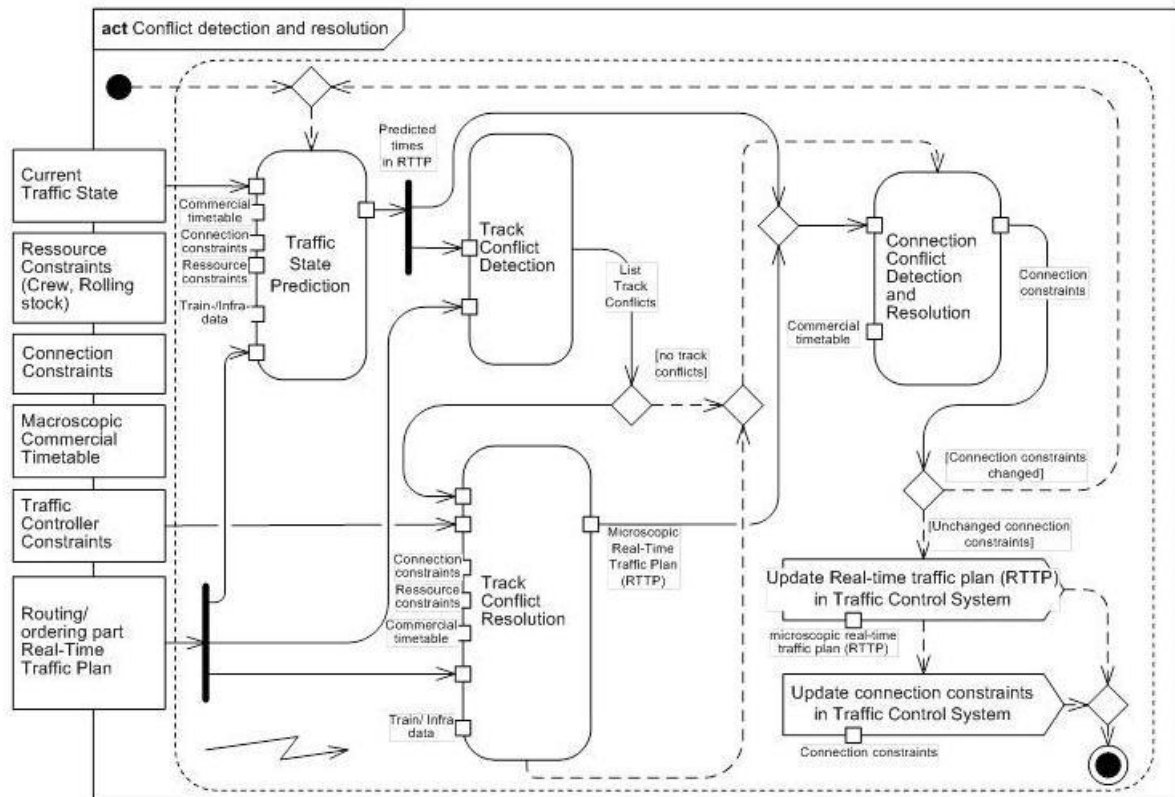 act Conflict detection and resolution
Current
Traffic State
Ressource
Constraints
(Crew, Rolling
stock)
Connection
Constraints
Macroscopic
Commercial
Timetable
Traffic
Controller
Constraints
Routing/
ordering part
Real-Time
Traffic Plan
Commercial
timetable
Connection
constraints
Ressource
constraints
Train-/Infra-
data
Traffic
State
Prediction
Predicted
times
in RTTP
Track
Conflict
Detection
List
Track
Conflicts
[no track
conflicts]
Connection
constraints
Ressource
constraints
Commercial
timetable
Train/ Infra
data
Track
Conflict
Resolution
Microscopic
Real-Time
Traffic Plan
(RTTP)
Commercial
timetable
Connection
Conflict
Detection
and
Resolution
Connection
constraints
[Connection constraints
changed]
[Unchanged connection
constraints]
Update Real-time traffic plan (RTTP)
in Traffic Control System
microscopic real-time
traffic plan (RTTP)
Update connection constraints
in Traffic Control System
Connection constraints